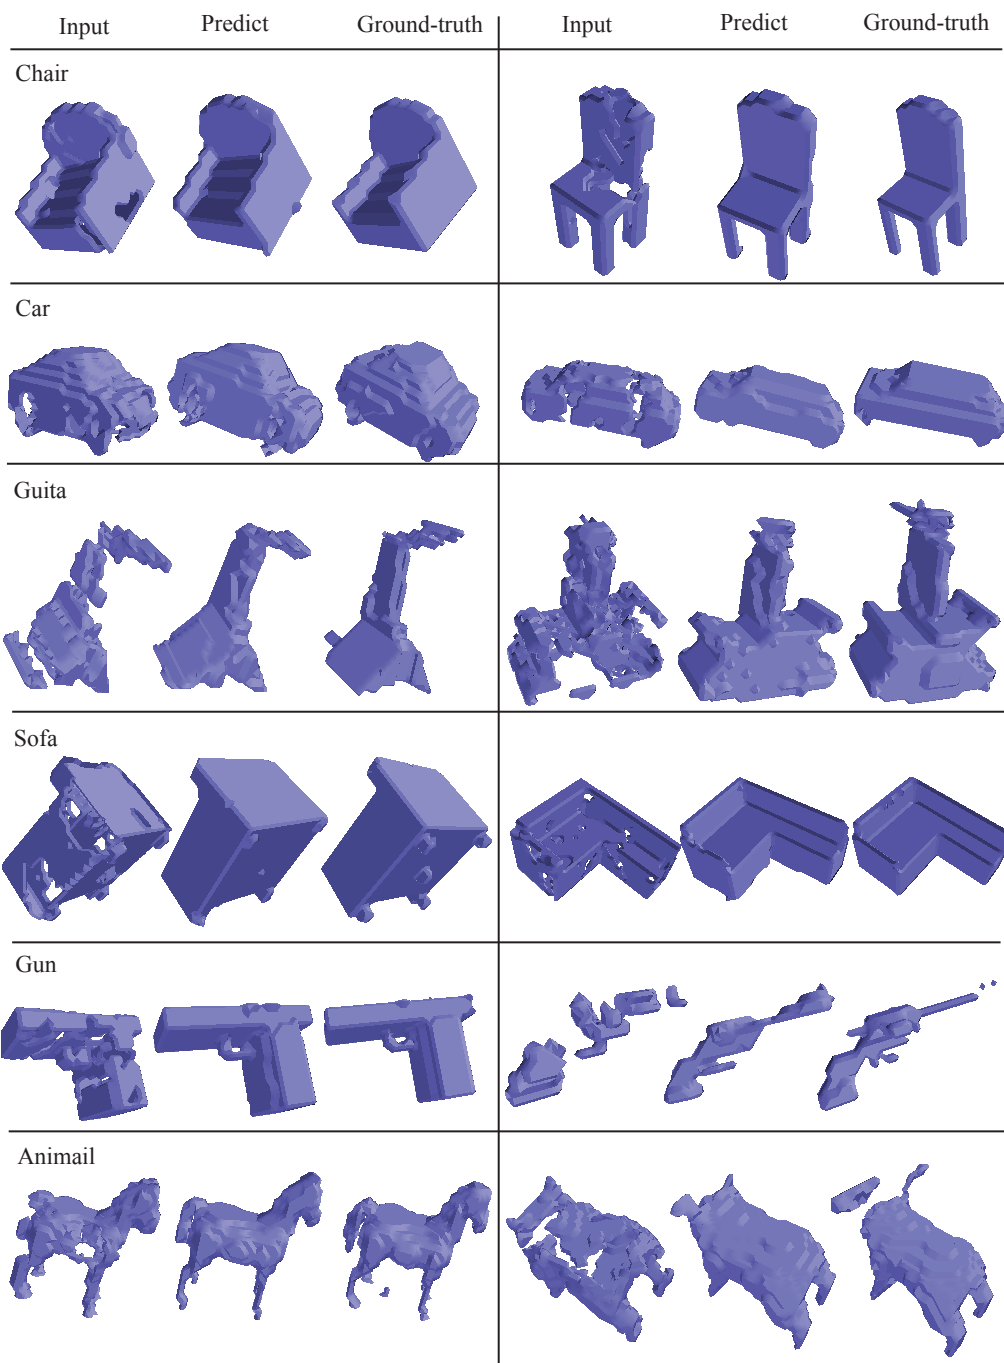 Input Predict Ground-truth Input Predict Ground-truth
Chair
Car
Guita
Sofa
Gun
Animail